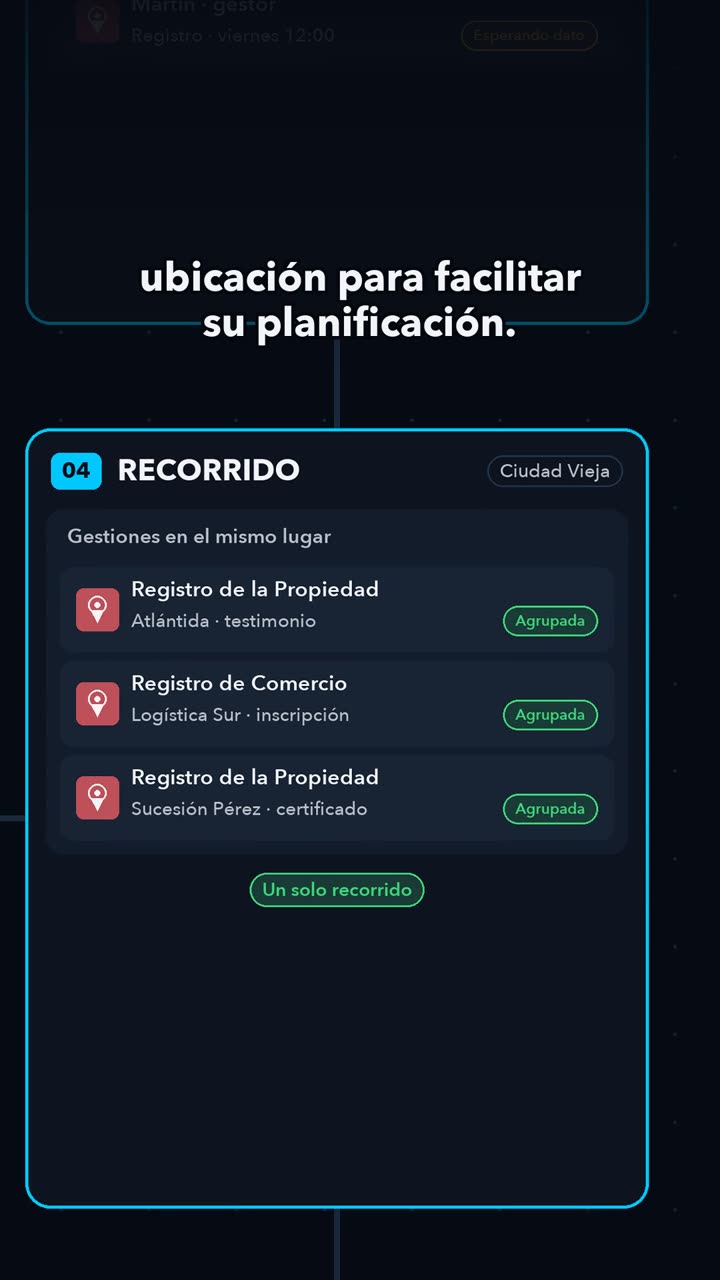 Martín · gestor
Registro · viernes 12:00
Esperando dato
ubicación para facilitar
su planificación.
04 RECORRIDO
Ciudad Vieja
Gestiones en el mismo lugar
Registro de la Propiedad
Atlántida · testimonio
Agrupada
Registro de Comercio
Logística Sur · inscripción
Agrupada
Registro de la Propiedad
Sucesión Pérez · certificado
Agrupada
Un solo recorrido